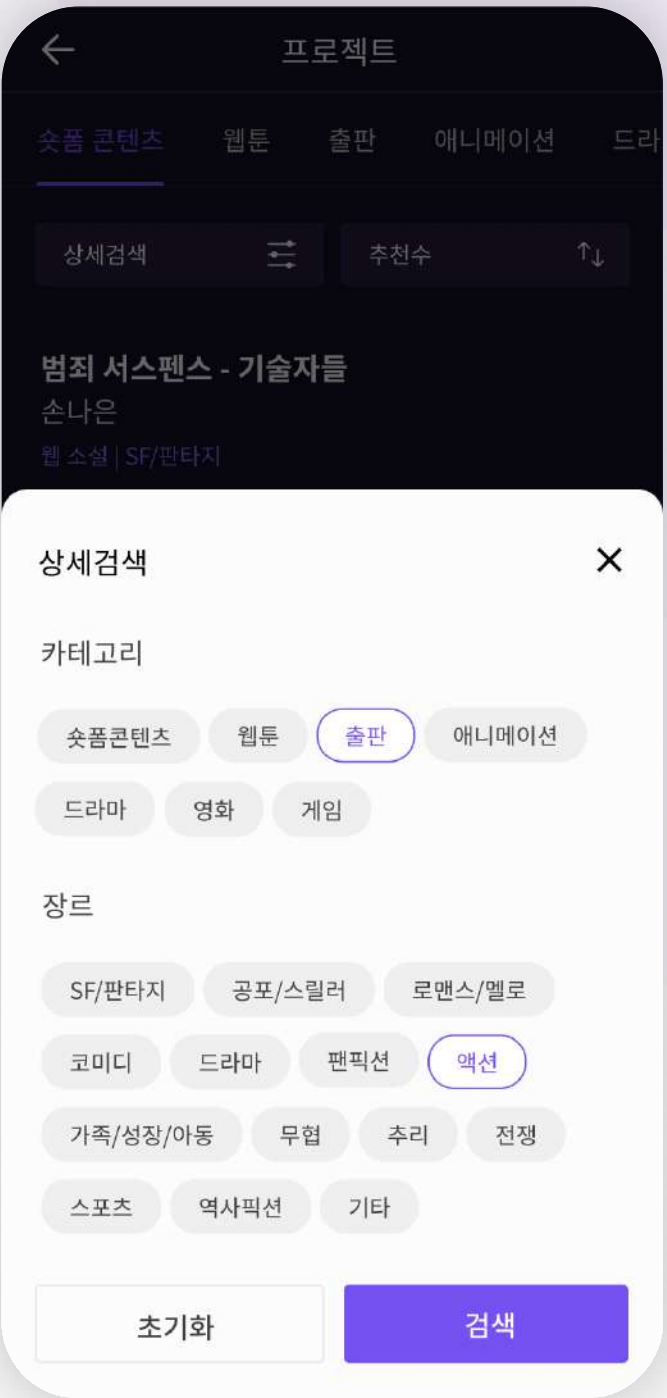 프로젝트
숏폼 콘텐츠 웹툰 출판 애니메이션 드라
상세검색 추천수
범죄 서스펜스 - 기술자들
손나은
웹 소설 | SF/판타지
상세검색
카테고리
숏폼콘텐츠 웹툰 출판 애니메이션
드라마 영화 게임
장르
SF/판타지 공포/스릴러 로맨스/멜로
코미디 드라마 팬픽션 액션
가족/성장/아동 무협 추리 전쟁
스포츠 역사픽션 기타
초기화 검색